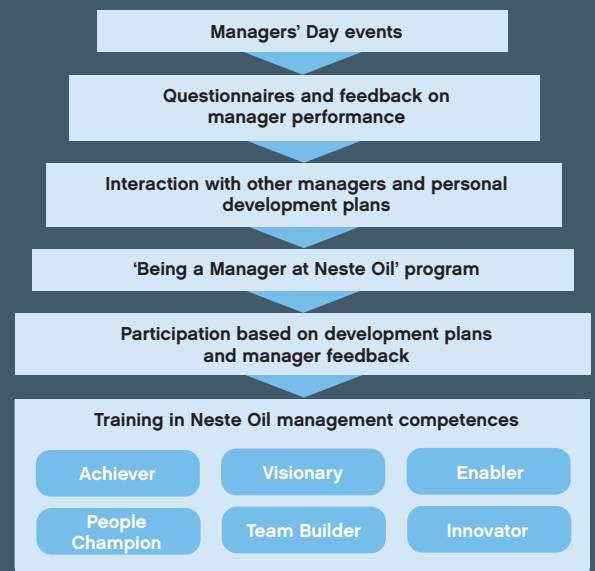 Managers’ Day events
Questionnaires and feedback on
manager performance
Interaction with other managers and personal
development plans
‘Being a Manager at Neste Oil’ program
Participation based on development plans
and manager feedback
Training in Neste Oil management competences
Achiever
Visionary
Enabler
People
Champion
Team Builder
Innovator